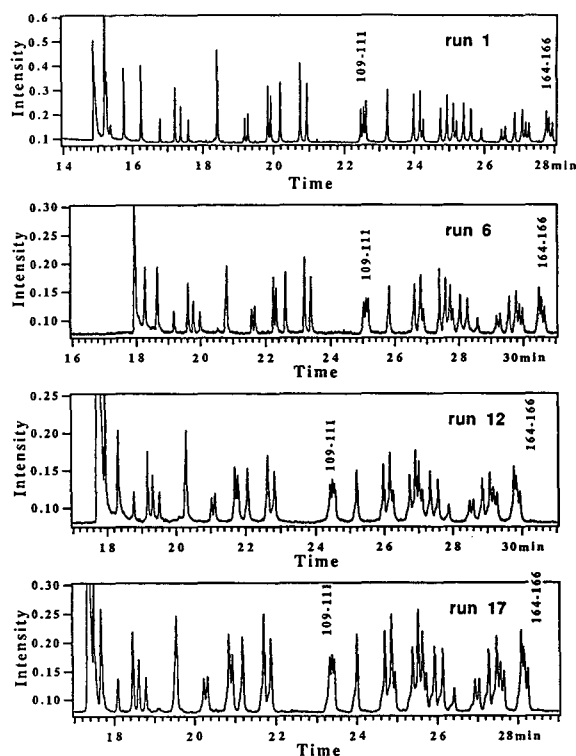 0.6
0.5
0.4
0.3
0.2
0.1
Intensity
109-111
run 1
164-166
14 16 18 20 22 24 26 28min
Time
0.30
0.25
0.20
0.15
0.10
Intensity
109-111
run 6
164-166
16 18 20 22 24 26 28 30min
Time
0.25
0.20
0.15
0.10
Intensity
109-111
run 12
164-166
18 20 22 24 26 28 30min
Time
0.30
0.25
0.20
0.15
0.10
Intensity
109-111
run 17
164-166
18 20 22 24 26 28min
Time